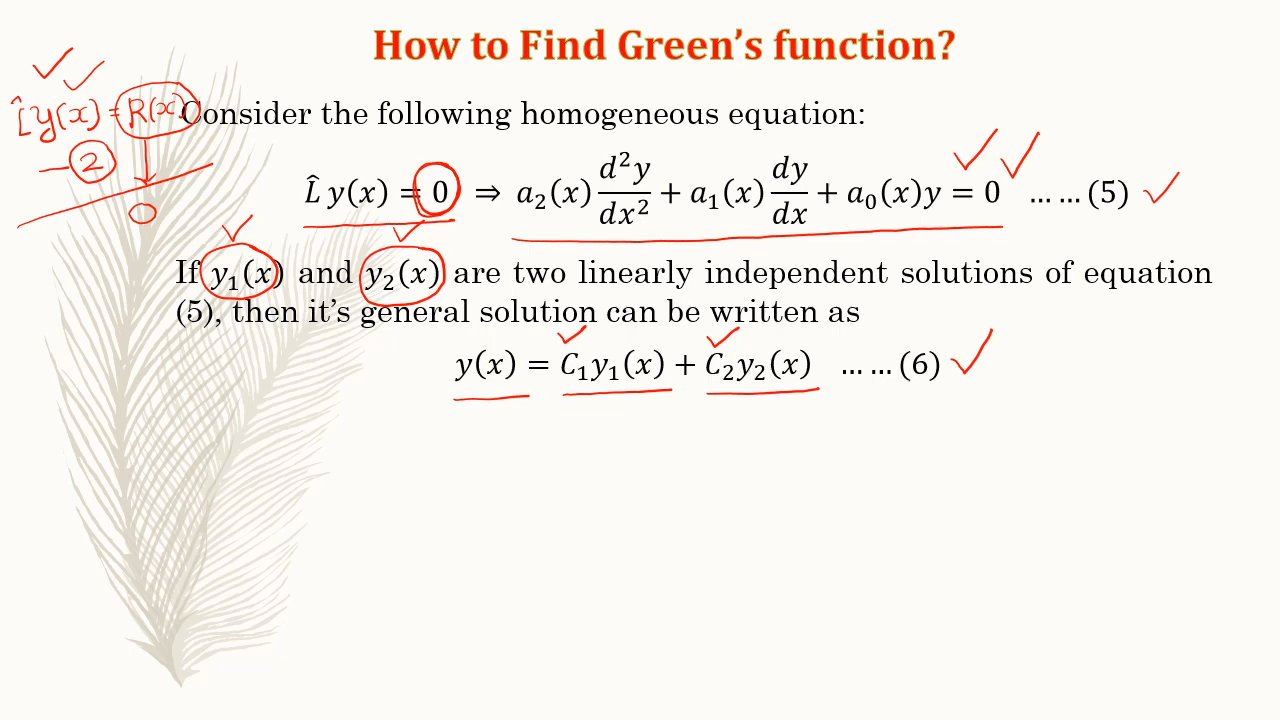 How to Find Green's function?
L̂ y(x) = R(x)
Consider the following homogeneous equation:
— 2
L̂ y(x) = 0 ⇒ a₂(x) d²y/dx² + a₁(x) dy/dx + a₀(x)y = 0 … … (5)
0
If y₁(x) and y₂(x) are two linearly independent solutions of equation
(5), then it's general solution can be written as
y(x) = C₁y₁(x) + C₂y₂(x) … … (6)